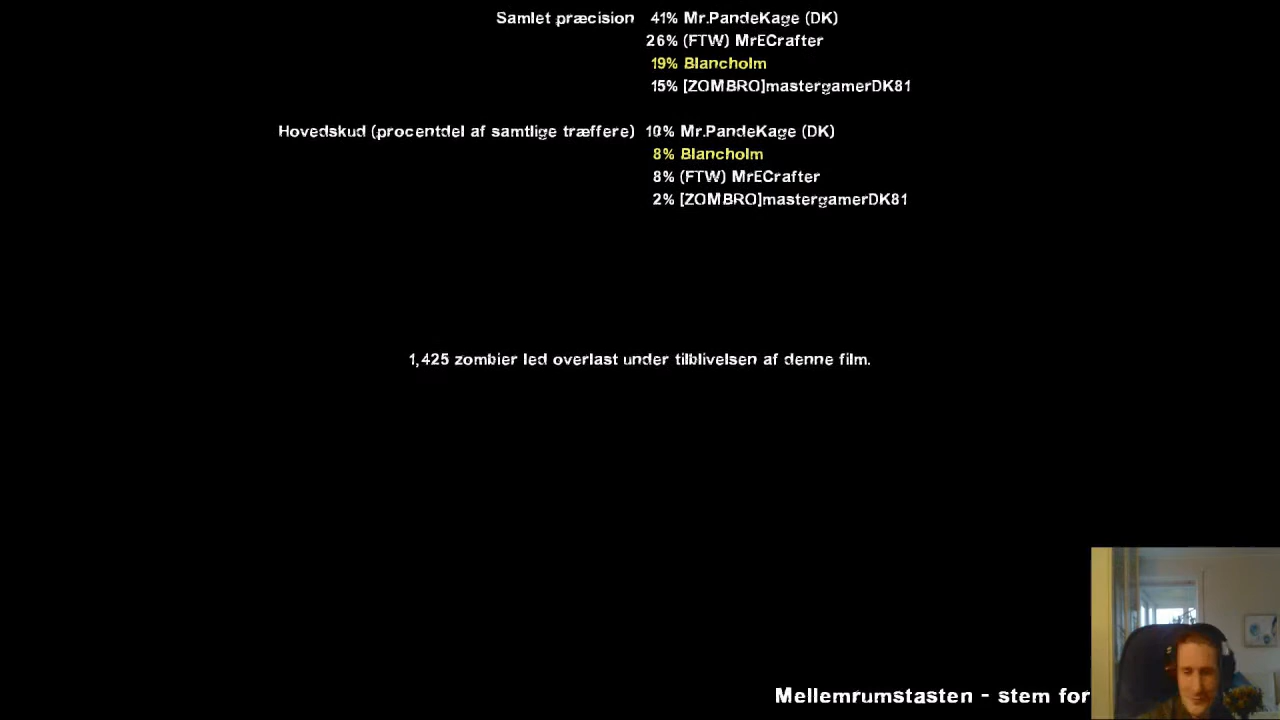 Samlet præcision 41% Mr.PandeKage (DK)
26% (FTW) MrECrafter
19% Blancholm
15% [ZOMBRO]mastergamerDK81
Hovedskud (procentdel af samtlige træffere) 10% Mr.PandeKage (DK)
8% Blancholm
8% (FTW) MrECrafter
2% [ZOMBRO]mastergamerDK81
1,425 zombier led overlast under tilblivelsen af denne film.
Mellemrumstasten - stem for